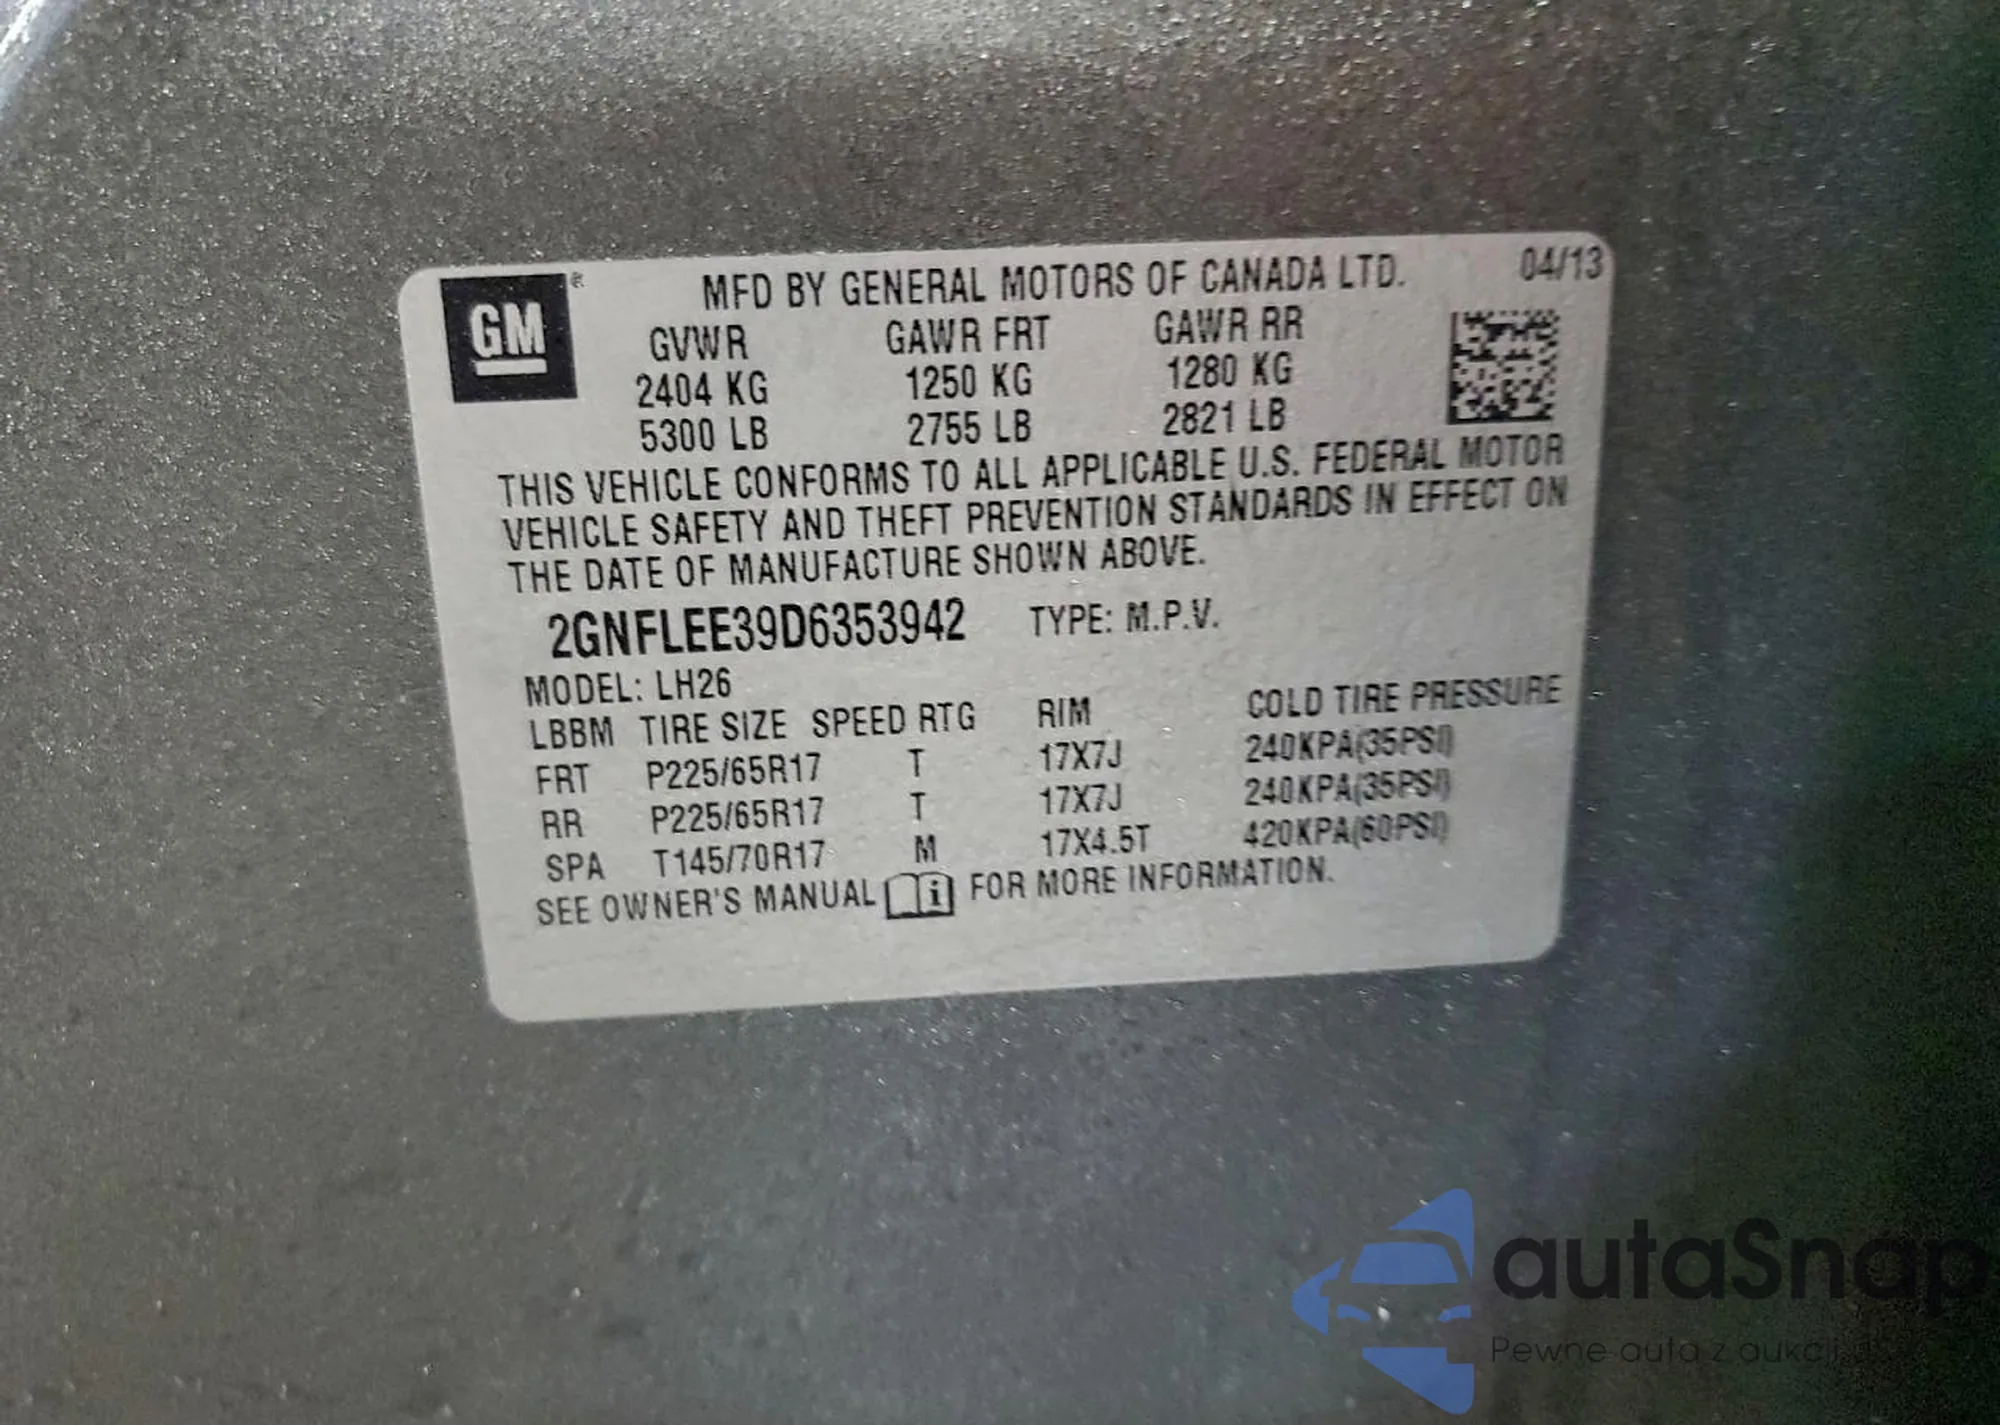 GM
MFD BY GENERAL MOTORS OF CANADA LTD. 04/13
GVWR GAWR FRT GAWR RR
2404 KG 1250 KG 1280 KG
5300 LB 2755 LB 2821 LB
THIS VEHICLE CONFORMS TO ALL APPLICABLE U.S. FEDERAL MOTOR
VEHICLE SAFETY AND THEFT PREVENTION STANDARDS IN EFFECT ON
THE DATE OF MANUFACTURE SHOWN ABOVE.
2GNFLEE39D6353942 TYPE: M.P.V.
MODEL: LH26
LBBM TIRE SIZE SPEED RTG RIM COLD TIRE PRESSURE
FRT P225/65R17 T 17X7J 240KPA(35PSI)
RR P225/65R17 T 17X7J 240KPA(35PSI)
SPA T145/70R17 M 17X4.5T 420KPA(60PSI)
SEE OWNER'S MANUAL FOR MORE INFORMATION.
autaSnap
Pewne auta z aukcji